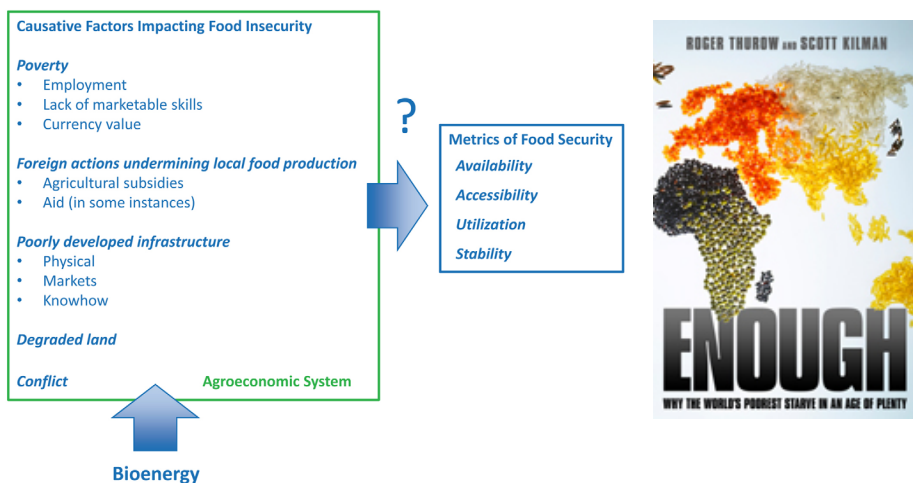 Causative Factors Impacting Food Insecurity
Poverty
• Employment
• Lack of marketable skills
• Currency value
Foreign actions undermining local food production
• Agricultural subsidies
• Aid (in some instances)
Poorly developed infrastructure
• Physical
• Markets
• Knowhow
Degraded land
Conflict
Agroeconomic System
Bioenergy
?
Metrics of Food Security
Availability
Accessibility
Utilization
Stability
ROGER THUROW AND SCOTT KILMAN
ENOUGH
WHY THE WORLD'S POOREST STARVE IN AN AGE OF PLENTY